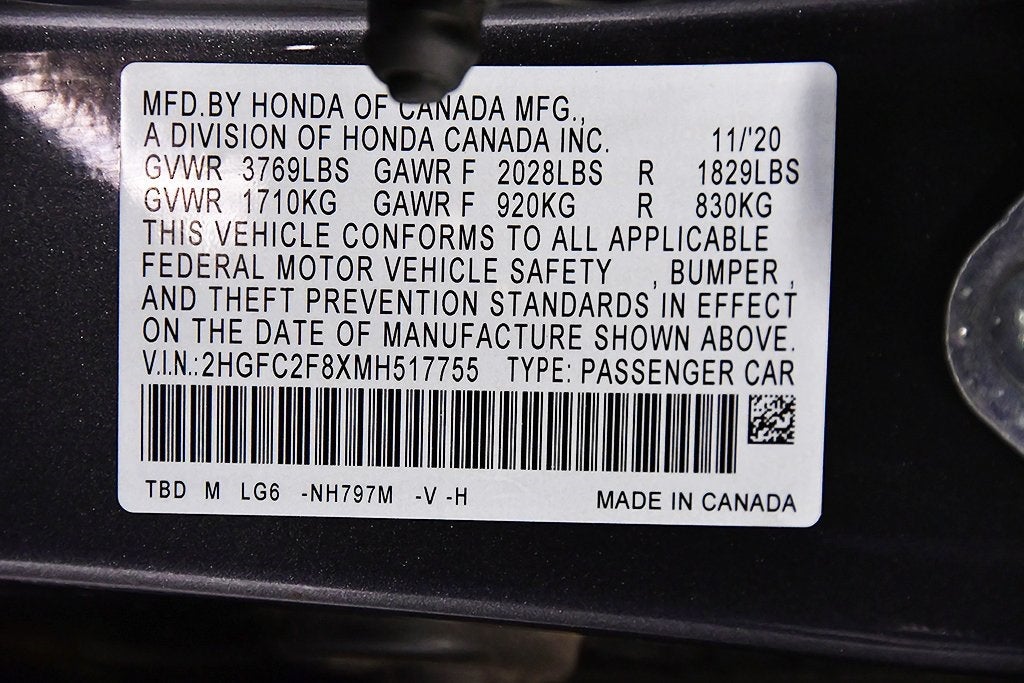 MFD.BY HONDA OF CANADA MFG.,
A DIVISION OF HONDA CANADA INC. 11/'20
GVWR 3769LBS GAWR F 2028LBS R 1829LBS
GVWR 1710KG GAWR F 920KG R 830KG
THIS VEHICLE CONFORMS TO ALL APPLICABLE
FEDERAL MOTOR VEHICLE SAFETY , BUMPER ,
AND THEFT PREVENTION STANDARDS IN EFFECT
ON THE DATE OF MANUFACTURE SHOWN ABOVE.
V.I.N.:2HGFC2F8XMH517755 TYPE: PASSENGER CAR
TBD M LG6 -NH797M -V -H MADE IN CANADA